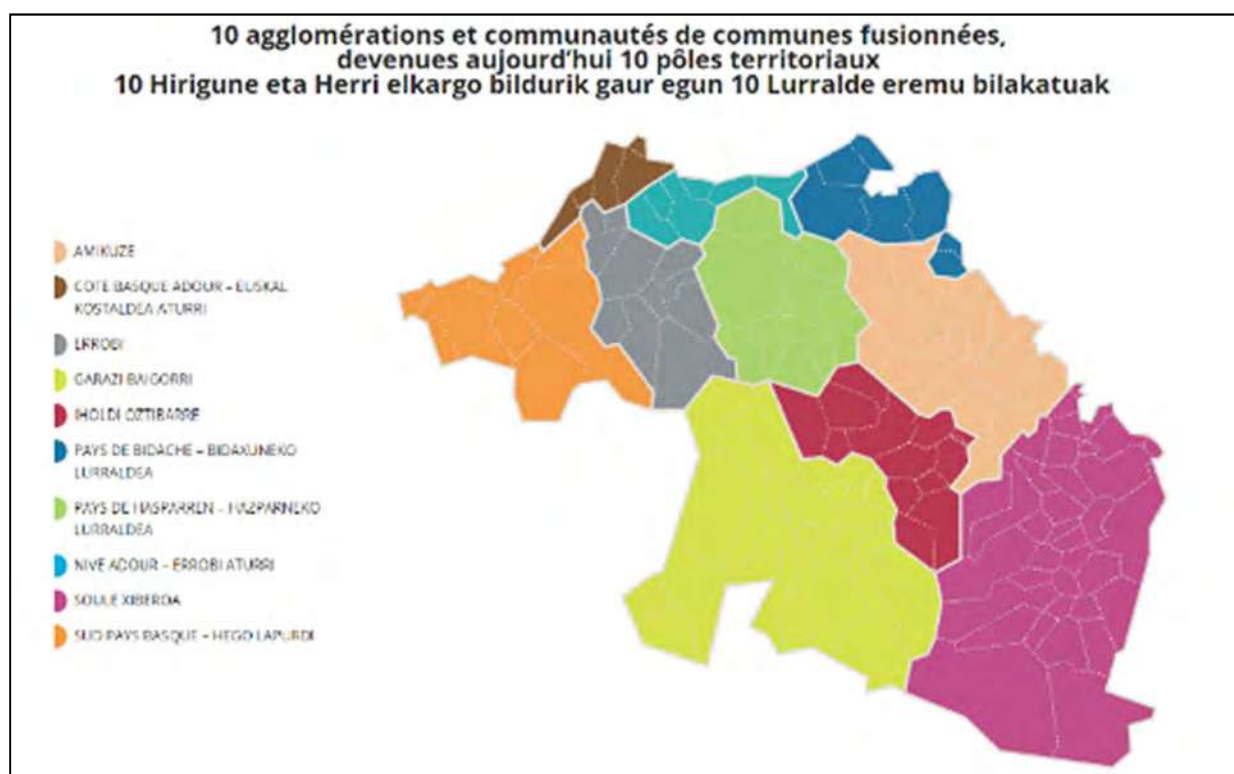 10 agglomérations et communautés de communes fusionnées,
devenues aujourd'hui 10 pôles territoriaux
10 Hirigune eta Herri elkargo bildurik gaur egun 10 Lurralde eremu bilakatuak
AMIKUZE
COTE BASQUE ADOUR – EUSKAL
KOSTALDEA ATURRI
ERROBI
GARAZI BAIGORRI
IHOLDI OZTIBARRE
PAYS DE BIDACHE – BIDAXUNEKO
LURRALDEA
PAYS DE HASPARREN – HAZPARNEKO
LURRALDEA
NIVE ADOUR – ERROBI ATURRI
SOULE XIBEROA
SUD PAYS BASQUE – HEGO LAPURDI